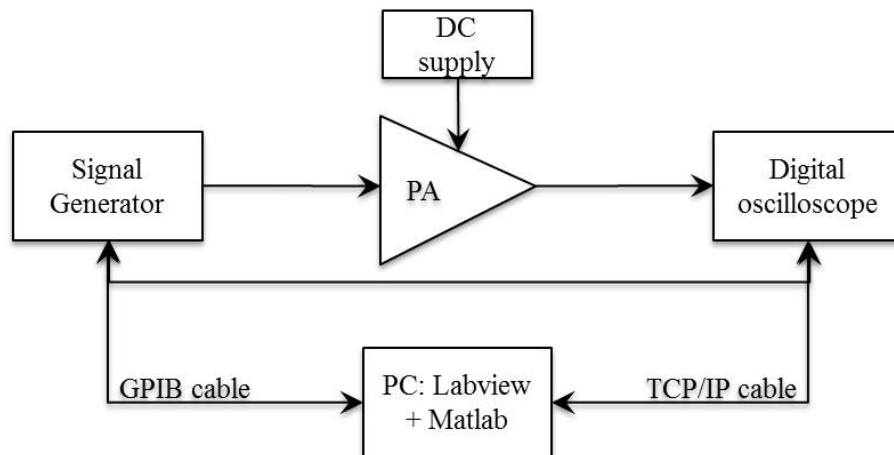 DC
supply
Signal
Generator
PA
Digital
oscilloscope
GPIB cable
PC: Labview
+ Matlab
TCP/IP cable